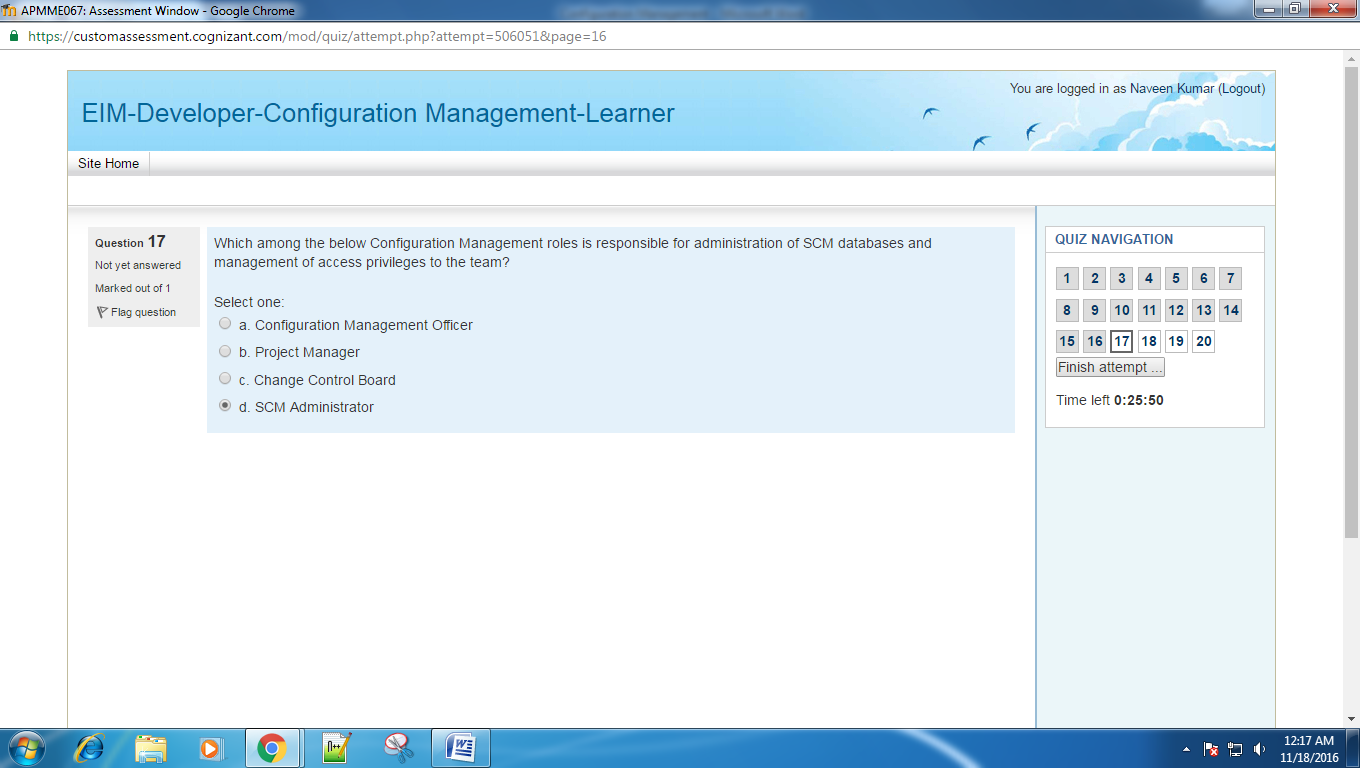 APMME067: Assessment Window - Google Chrome
https://customassessment.cognizant.com/mod/quiz/attempt.php?attempt=506051&page=16
You are logged in as Naveen Kumar (Logout)
EIM-Developer-Configuration Management-Learner
Site Home
Question 17
Not yet answered
Marked out of 1
Flag question
Which among the below Configuration Management roles is responsible for administration of SCM databases and
management of access privileges to the team?
Select one:
a. Configuration Management Officer
b. Project Manager
c. Change Control Board
d. SCM Administrator
QUIZ NAVIGATION
1 2 3 4 5 6 7
8 9 10 11 12 13 14
15 16 17 18 19 20
Finish attempt ...
Time left 0:25:50
12:17 AM
11/18/2016